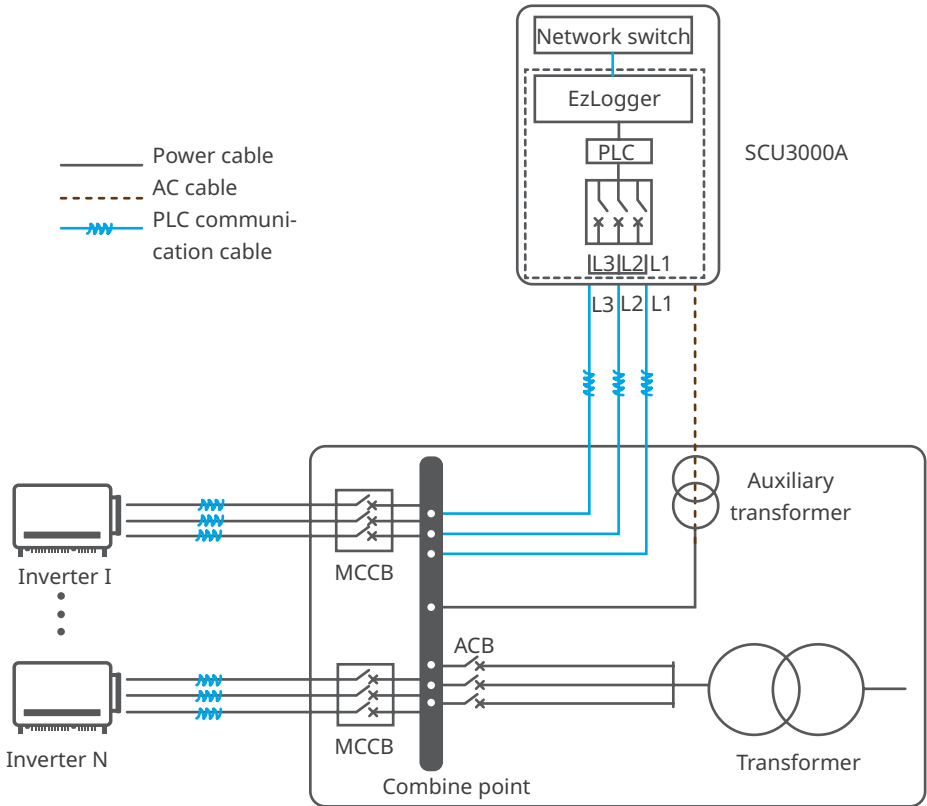 Network switch
EzLogger
PLC
SCU3000A
Power cable
AC cable
PLC communi-
cation cable
L3 L2 L1
L3 L2 L1
Auxiliary
transformer
MCCB
Inverter I
ACB
MCCB
Inverter N
Transformer
Combine point